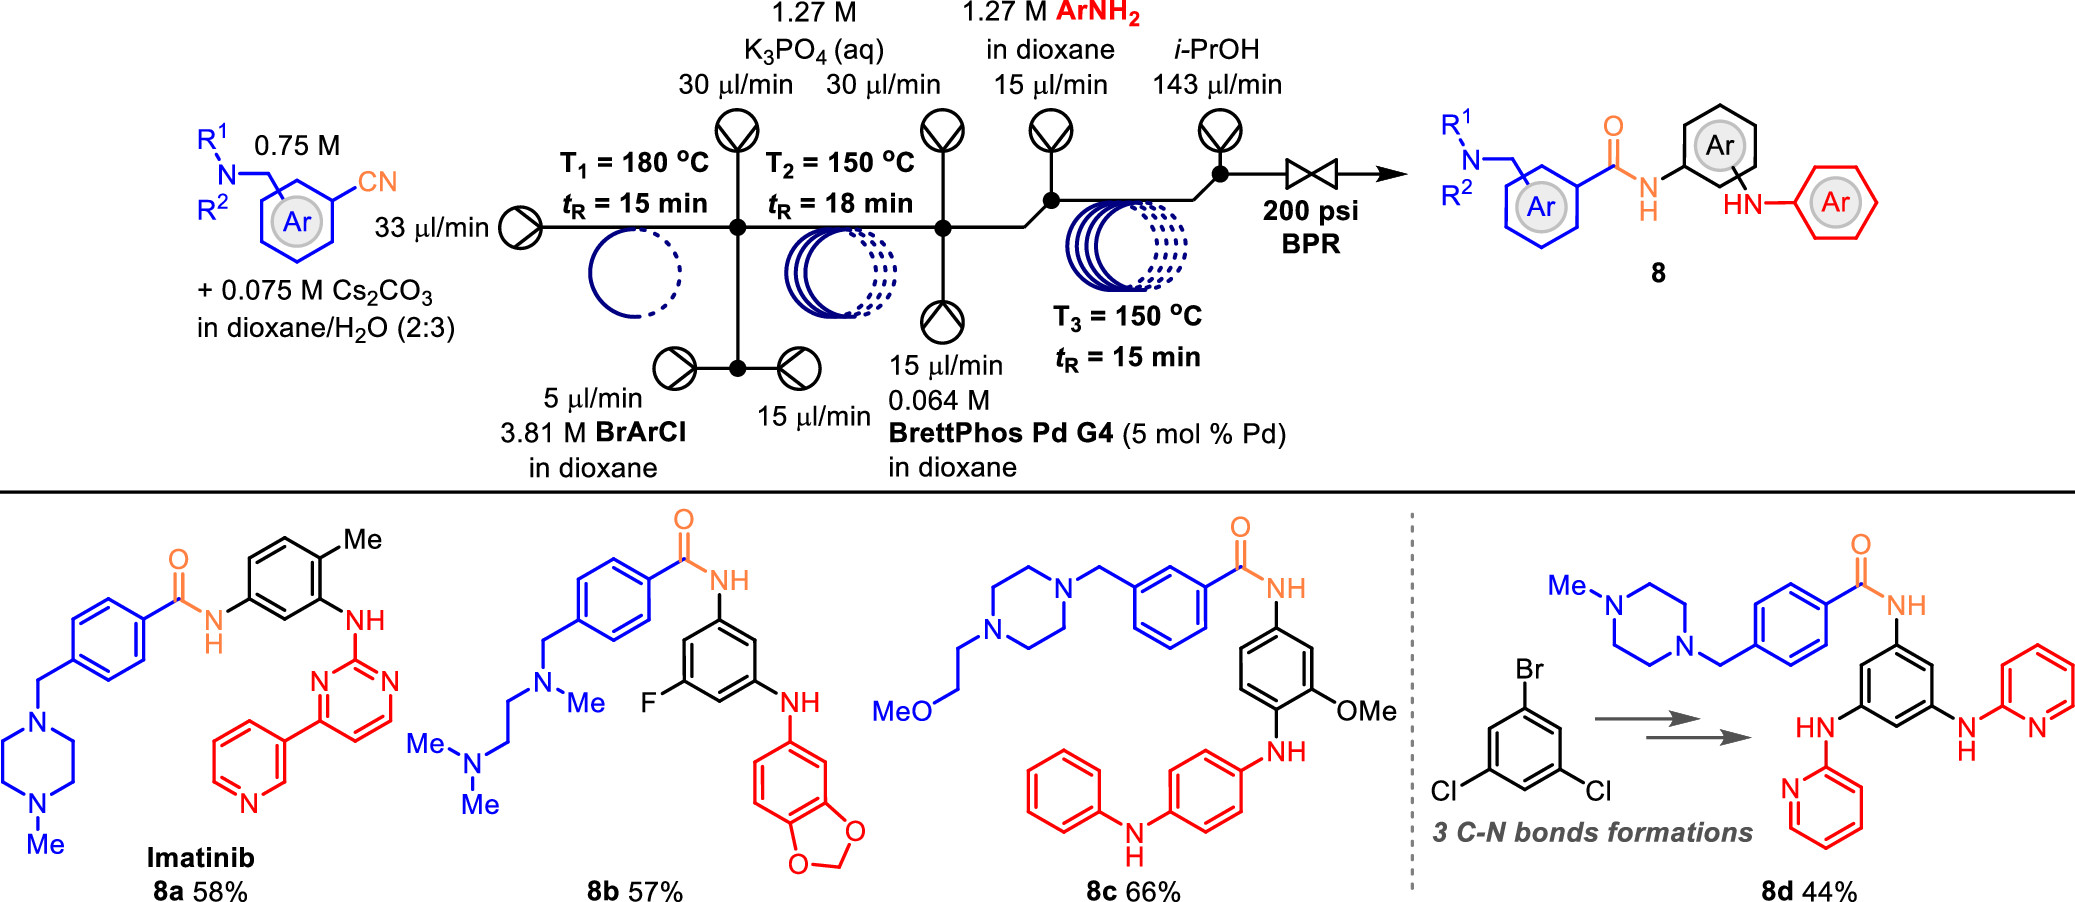 1.27 M
K3PO4 (aq)
30 μl/min
30 μl/min
1.27 M ArNH2
in dioxane
15 μl/min
i-PrOH
143 μl/min
R1
N
R2
0.75 M
CN
Ar
33 μl/min
+ 0.075 M Cs2CO3
in dioxane/H2O (2:3)
T1 = 180 °C
tR = 15 min
T2 = 150 °C
tR = 18 min
5 μl/min
3.81 M BrArCl
in dioxane
15 μl/min
15 μl/min
0.064 M
BrettPhos Pd G4 (5 mol % Pd)
in dioxane
T3 = 150 °C
tR = 15 min
200 psi
BPR
R1
N
R2
Ar
O
N
H
Ar
HN
Ar
8
O
N
H
Me
NH
N
N
N
N
N
Me
Imatinib
8a 58%
O
NH
F
NH
N
Me
Me
N
Me
O
O
8b 57%
O
NH
N
N
MeO
OMe
NH
N
H
8c 66%
Br
Cl
Cl
3 C-N bonds formations
Me
N
N
O
NH
HN
N
N
H
N
8d 44%